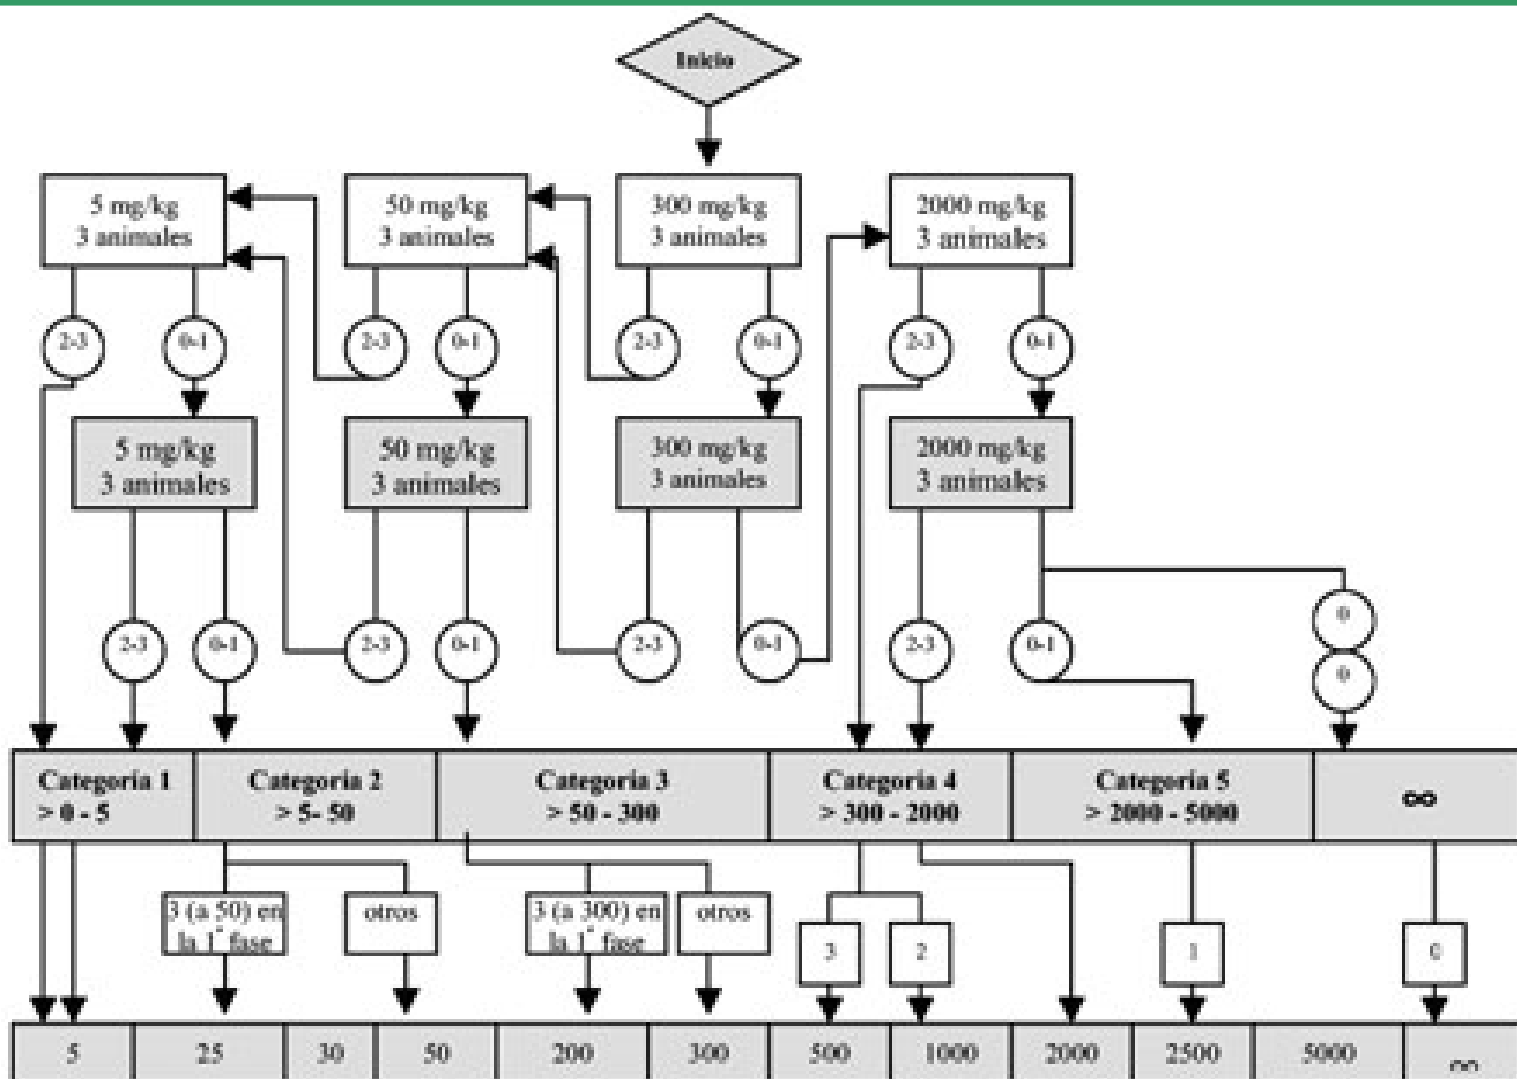 Inicio
5 mg/kg
3 animales
50 mg/kg
3 animales
300 mg/kg
3 animales
2000 mg/kg
3 animales
2-3
0-1
2-3
0-1
2-3
0-1
2-3
0-1
5 mg/kg
3 animales
50 mg/kg
3 animales
300 mg/kg
3 animales
2000 mg/kg
3 animales
2-3
0-1
2-3
0-1
2-3
0-1
2-3
0-1
0
0
Categoría 1
> 0 - 5
Categoría 2
> 5- 50
Categoría 3
> 50 - 300
Categoría 4
> 300 - 2000
Categoría 5
> 2000 - 5000
∞
3 (a 50) en
la 1ª fase
otros
3 (a 300) en
la 1ª fase
otros
3
2
1
0
5
25
30
50
200
300
500
1000
2000
2500
5000
∞